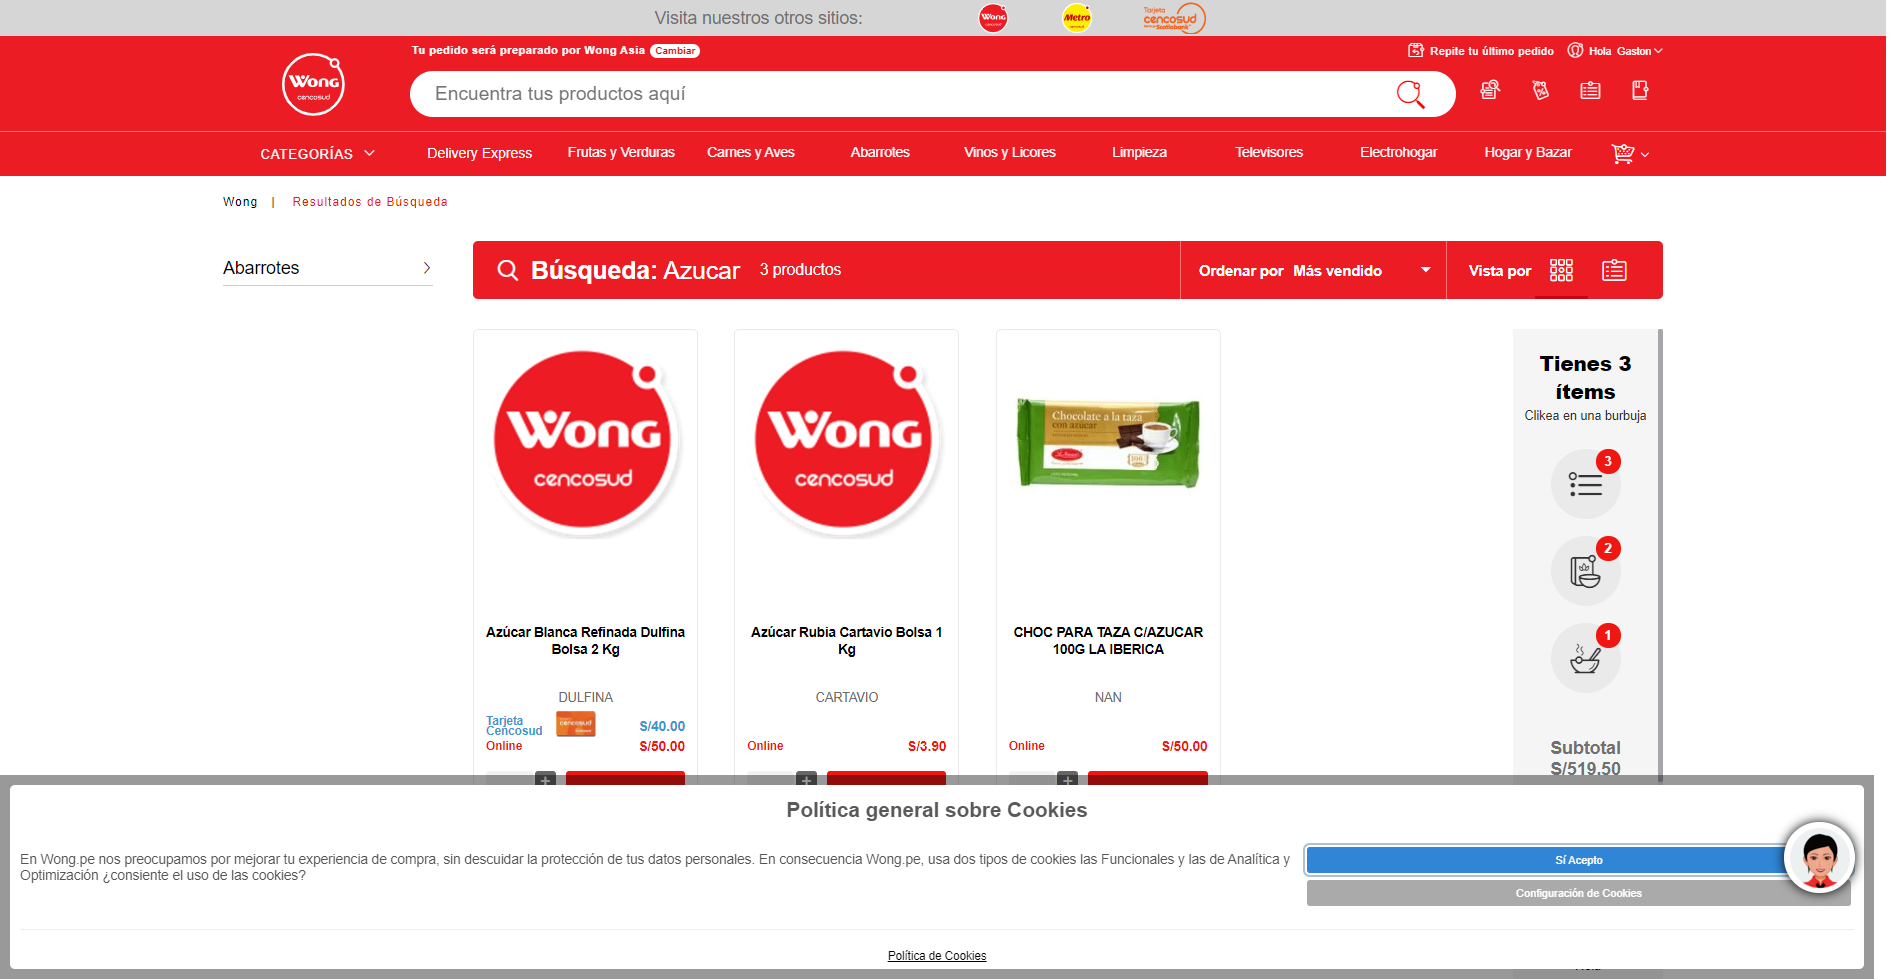 Visita nuestros otros sitios:
Wong
cencosud
Metro
cencosud
Tarjeta
cencosud
Scotiabank
Tu pedido será preparado por Wong Asia Cambiar
Repite tu último pedido
Hola Gaston
Wong
cencosud
Encuentra tus productos aquí
CATEGORÍAS
Delivery Express
Frutas y Verduras
Carnes y Aves
Abarrotes
Vinos y Licores
Limpieza
Televisores
Electrohogar
Hogar y Bazar
Wong | Resultados de Búsqueda
Abarrotes
Búsqueda: Azucar 3 productos
Ordenar por Más vendido
Vista por
Wong
cencosud
Azúcar Blanca Refinada Dulfina
Bolsa 2 Kg
DULFINA
Tarjeta
Cencosud
cencosud
S/40.00
Online S/50.00
+
Wong
cencosud
Azúcar Rubia Cartavio Bolsa 1
Kg
CARTAVIO
Online S/3.90
+
Chocolate a la taza
con azúcar
CHOC PARA TAZA C/AZUCAR
100G LA IBERICA
NAN
Online S/50.00
+
Tienes 3
ítems
Clikea en una burbuja
3
2
1
Subtotal
S/519.50
Política general sobre Cookies
En Wong.pe nos preocupamos por mejorar tu experiencia de compra, sin descuidar la protección de tus datos personales. En consecuencia Wong.pe, usa dos tipos de cookies las Funcionales y las de Analítica y
Optimización ¿consiente el uso de las cookies?
Sí Acepto
Configuración de Cookies
Política de Cookies